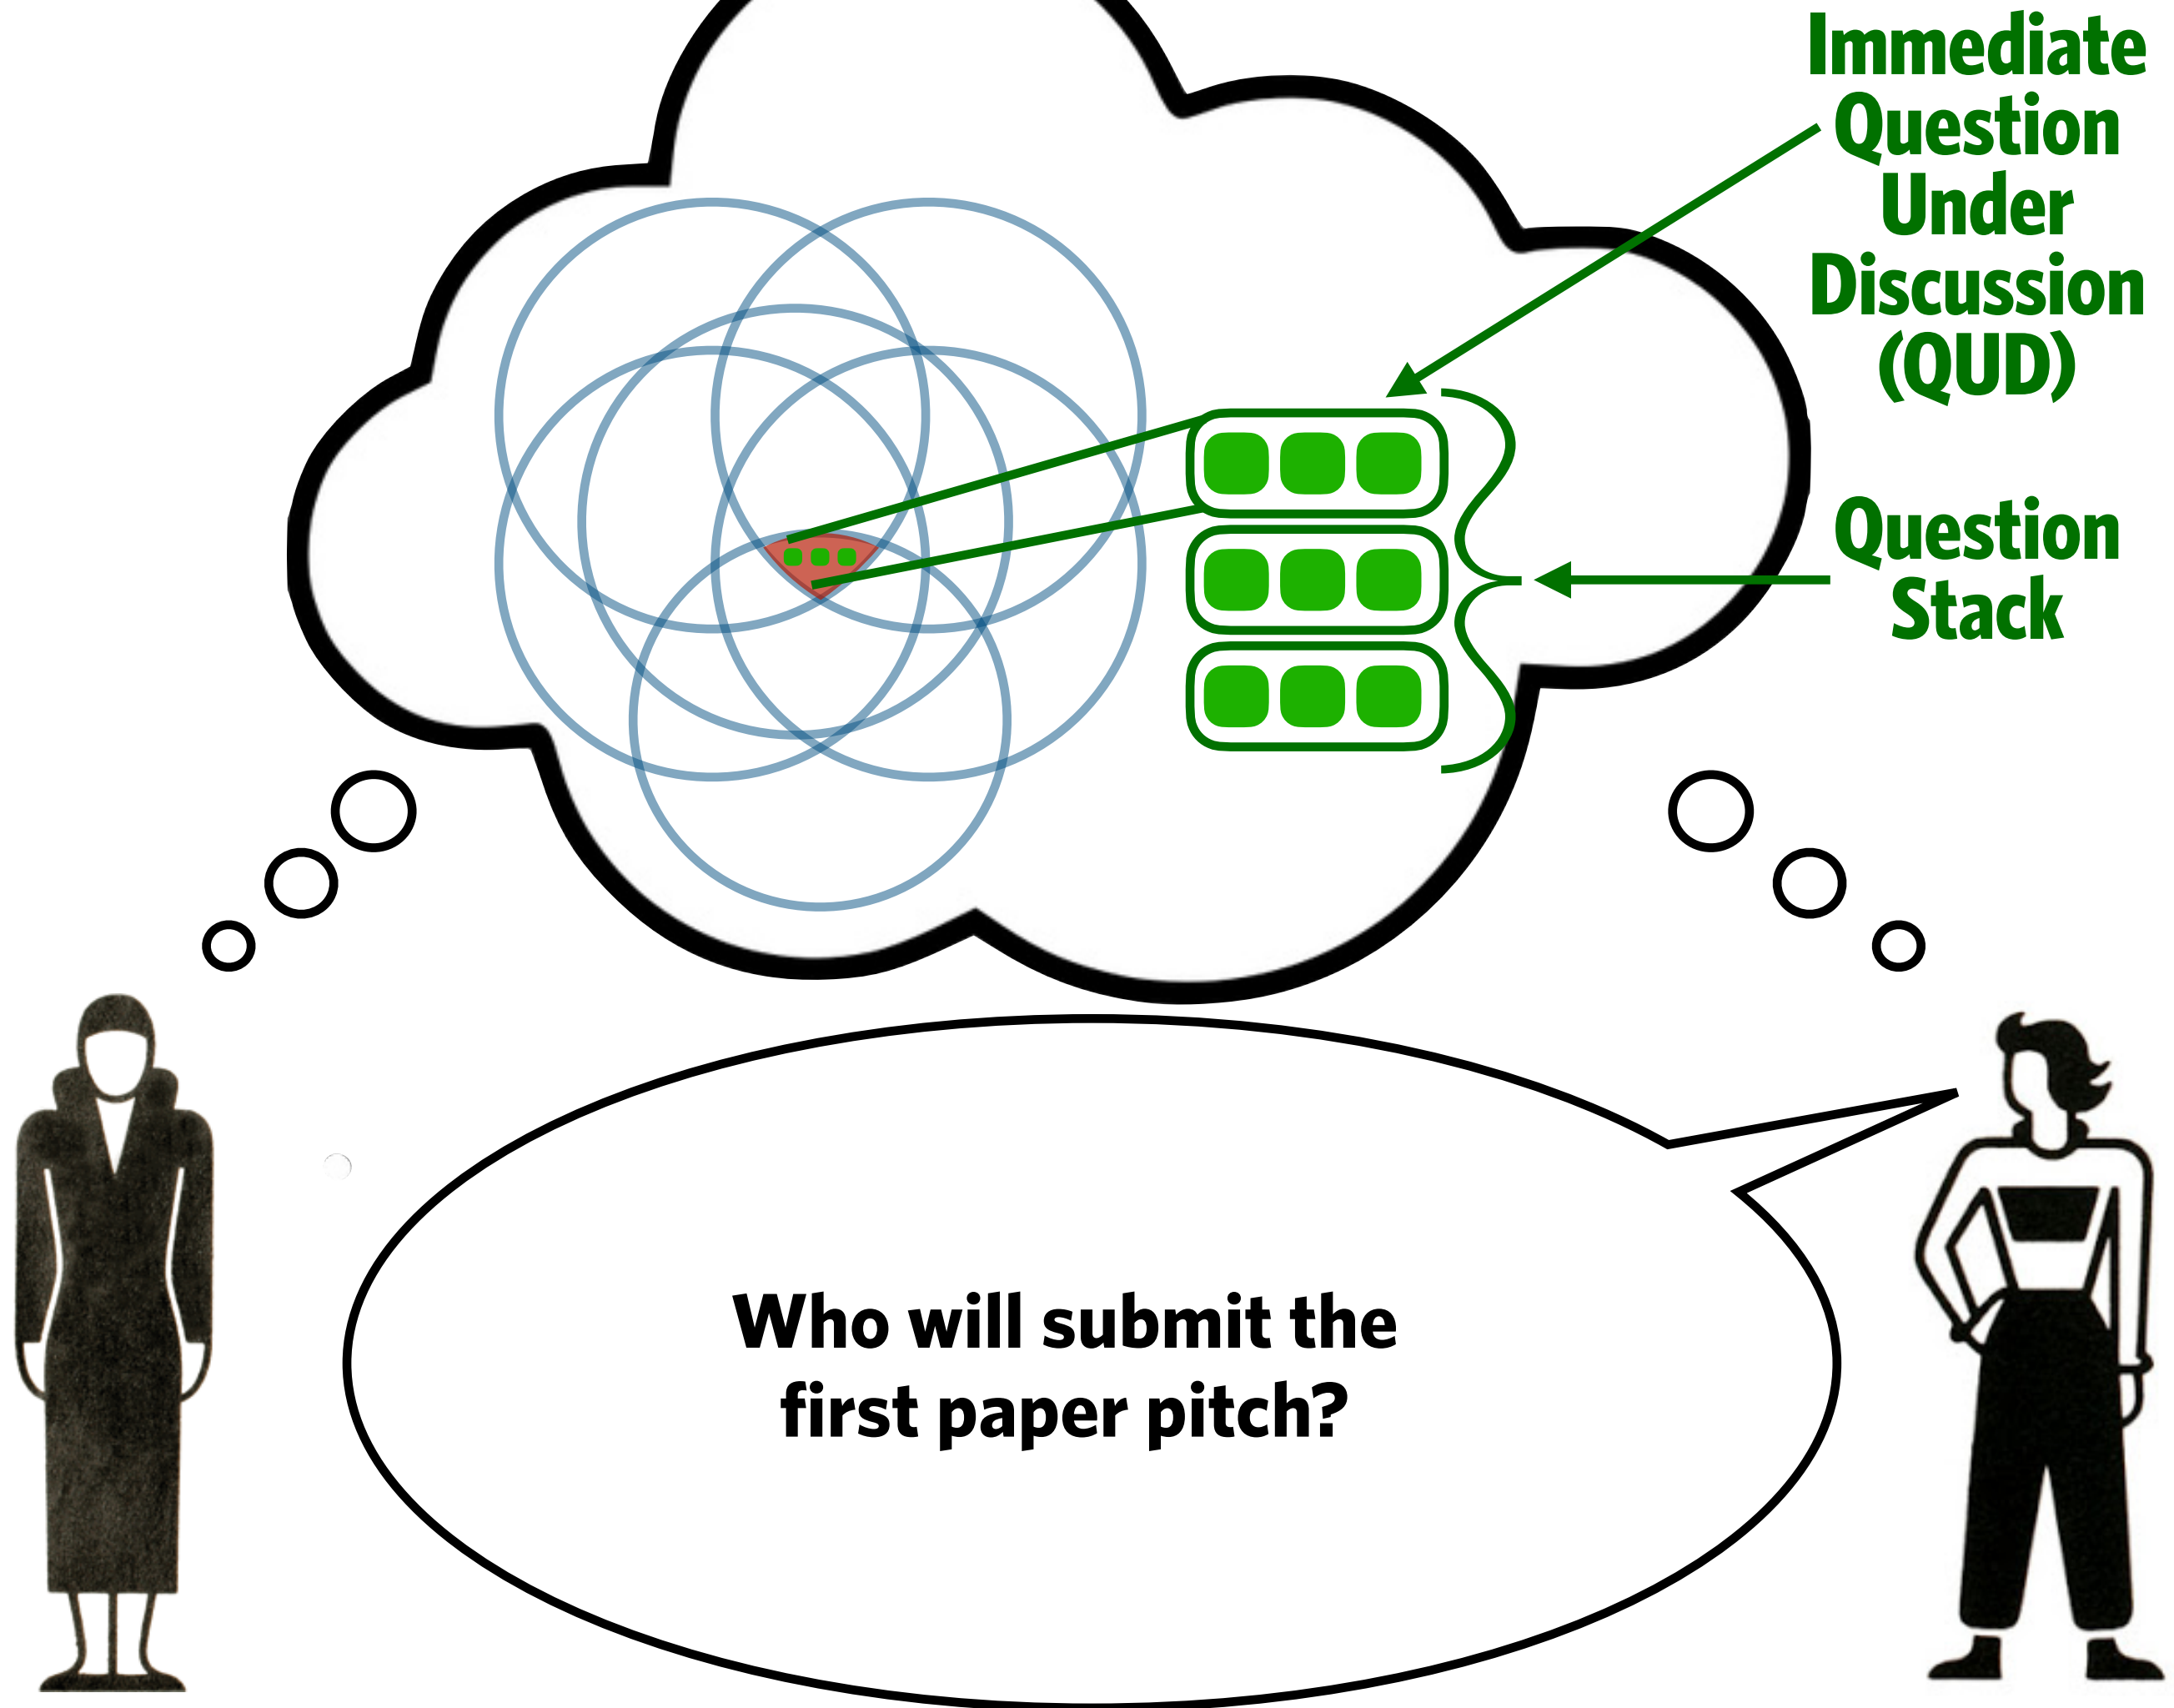 Immediate
Question
Under
Discussion
(QUD)
Question
Stack
Who will submit the
first paper pitch?